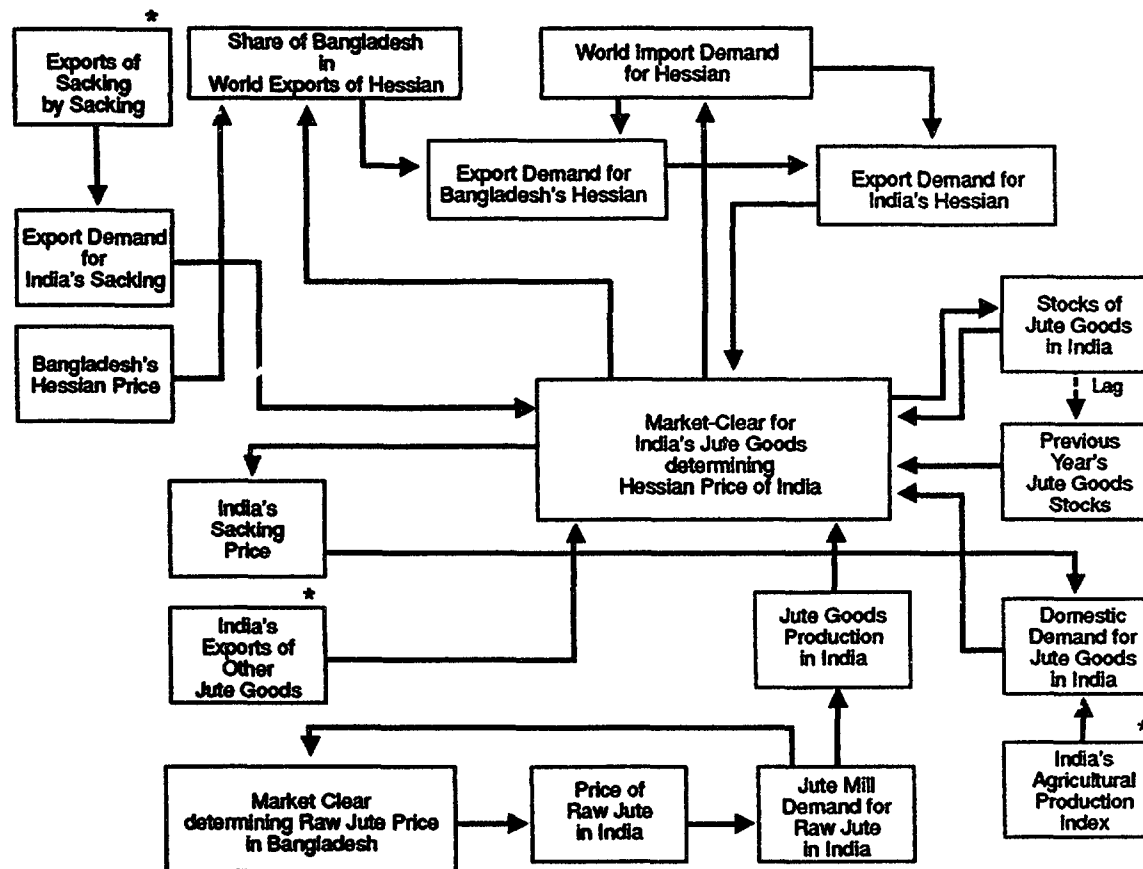 *
Exports of
Sacking
by Sacking
Share of Bangladesh
in
World Exports of Hessian
World Import Demand
for Hessian
Export Demand for
Bangladesh's Hessian
Export Demand for
India's Hessian
Export Demand
for
India's Sacking
Bangladesh's
Hessian Price
Stocks of
Jute Goods
in India
Lag
Market-Clear for
India's Jute Goods
determining
Hessian Price of India
Previous
Year's
Jute Goods
Stocks
India's
Sacking
Price
*
India's
Exports of
Other
Jute Goods
Jute Goods
Production
in India
Domestic
Demand for
Jute Goods
in India
*
India's
Agricultural
Production
Index
Market Clear
determining Raw Jute Price
in Bangladesh
Price of
Raw Jute
in India
Jute Mill
Demand for
Raw Jute
in India